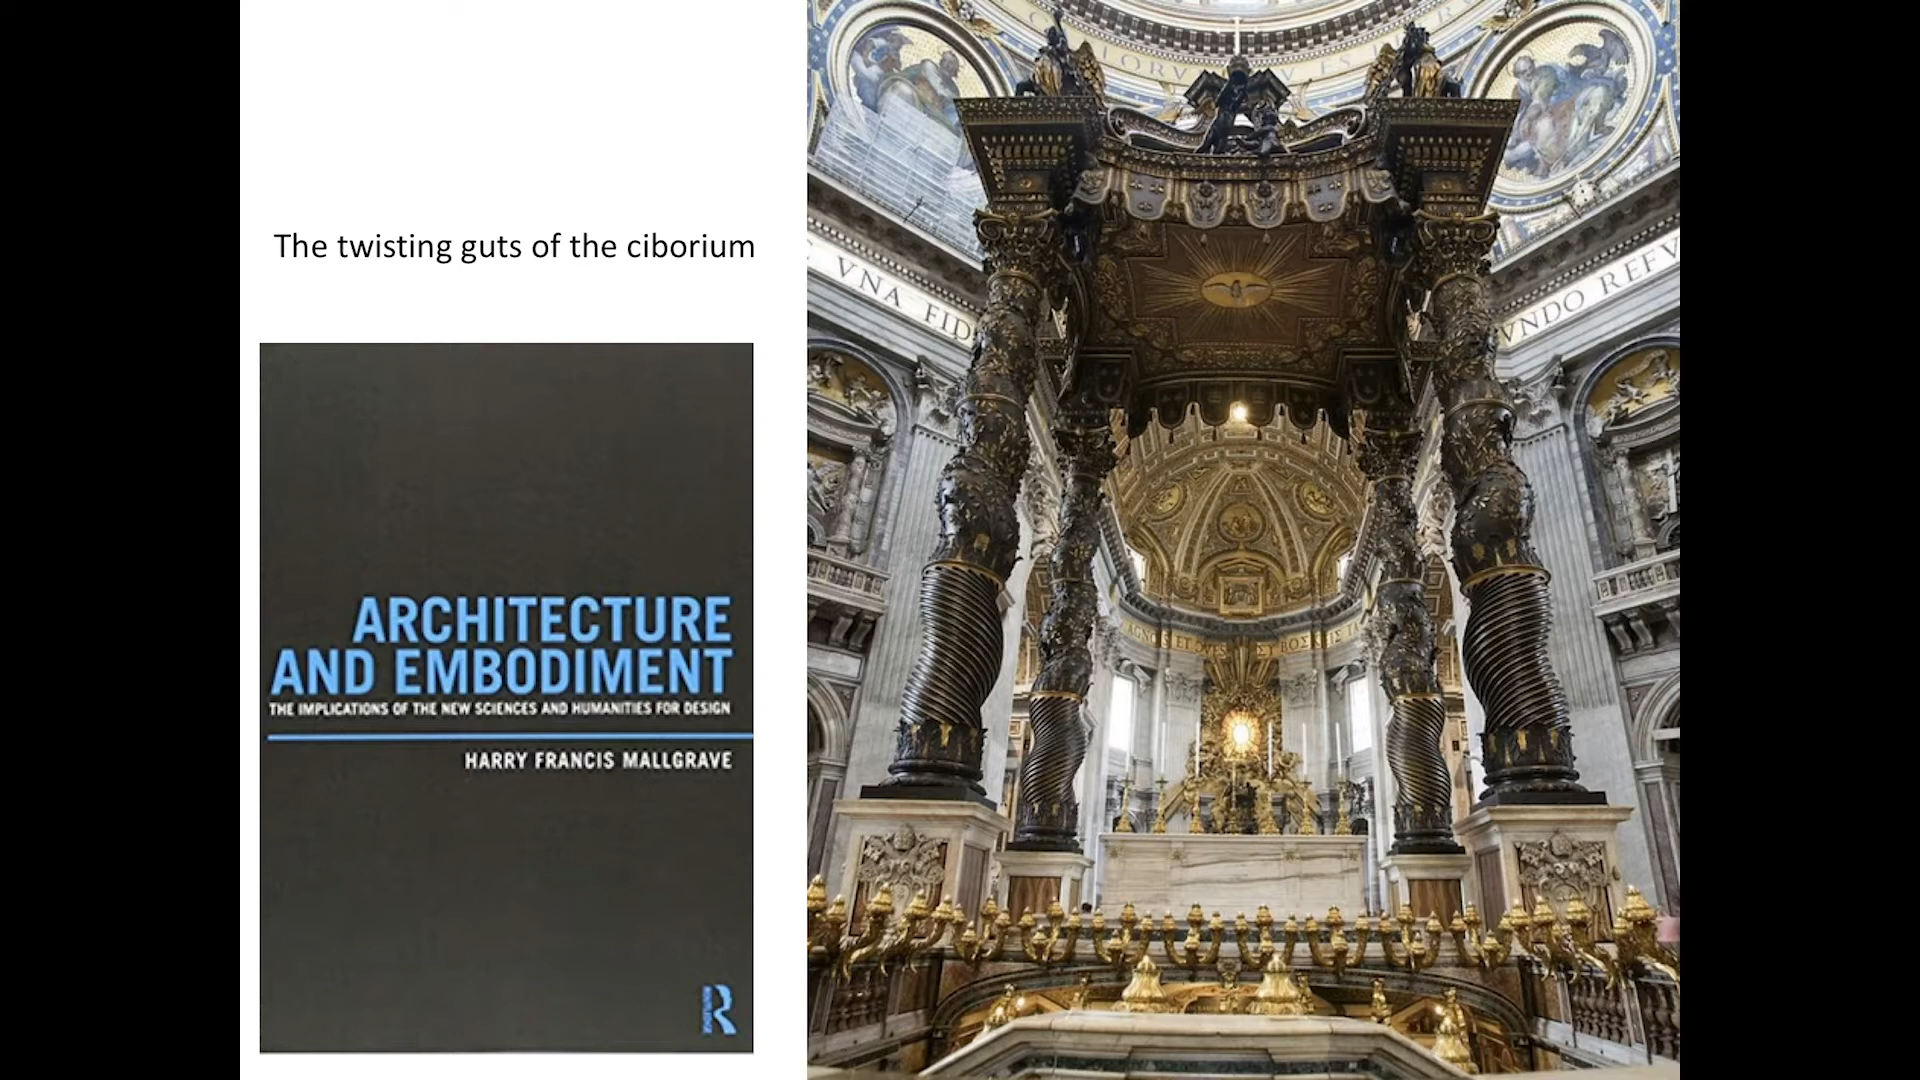 The twisting guts of the ciborium
ARCHITECTURE
AND EMBODIMENT
THE IMPLICATIONS OF THE NEW SCIENCES AND HUMANITIES FOR DESIGN
HARRY FRANCIS MALLGRAVE
ROUTLEDGE
VNA FID
VNDO REFV